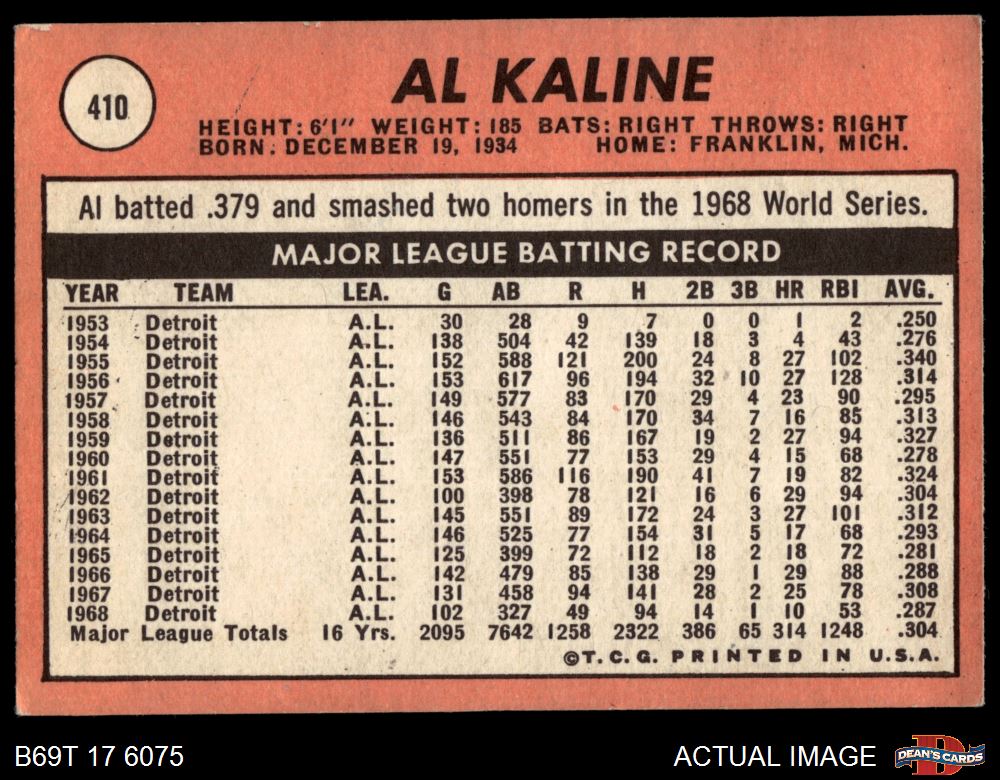 410
AL KALINE
HEIGHT: 6'1" WEIGHT: 185 BATS: RIGHT THROWS: RIGHT
BORN: DECEMBER 19, 1934 HOME: FRANKLIN, MICH.
Al batted .379 and smashed two homers in the 1968 World Series.
MAJOR LEAGUE BATTING RECORD
YEAR TEAM LEA. G AB R H 2B 3B HR RBI AVG.
1953 Detroit A.L. 30 28 9 7 0 0 1 2 .250
1954 Detroit A.L. 138 504 42 139 18 3 4 43 .276
1955 Detroit A.L. 152 588 121 200 24 8 27 102 .340
1956 Detroit A.L. 153 617 96 194 32 10 27 128 .314
1957 Detroit A.L. 149 577 83 170 29 4 23 90 .295
1958 Detroit A.L. 146 543 84 170 34 7 16 85 .313
1959 Detroit A.L. 136 511 86 167 19 2 27 94 .327
1960 Detroit A.L. 147 551 77 153 29 4 15 68 .278
1961 Detroit A.L. 153 586 116 190 41 7 19 82 .324
1962 Detroit A.L. 100 398 78 121 16 6 29 94 .304
1963 Detroit A.L. 145 551 89 172 24 3 27 101 .312
1964 Detroit A.L. 146 525 77 154 31 5 17 68 .293
1965 Detroit A.L. 125 399 72 112 18 2 18 72 .281
1966 Detroit A.L. 142 479 85 138 29 1 29 88 .288
1967 Detroit A.L. 131 458 94 141 28 2 25 78 .308
1968 Detroit A.L. 102 327 49 94 14 1 10 53 .287
Major League Totals 16 Yrs. 2095 7642 1258 2322 386 65 314 1248 .304
©T.C.G. PRINTED IN U.S.A.
B69T 17 6075 ACTUAL IMAGE DEAN'S CARDS